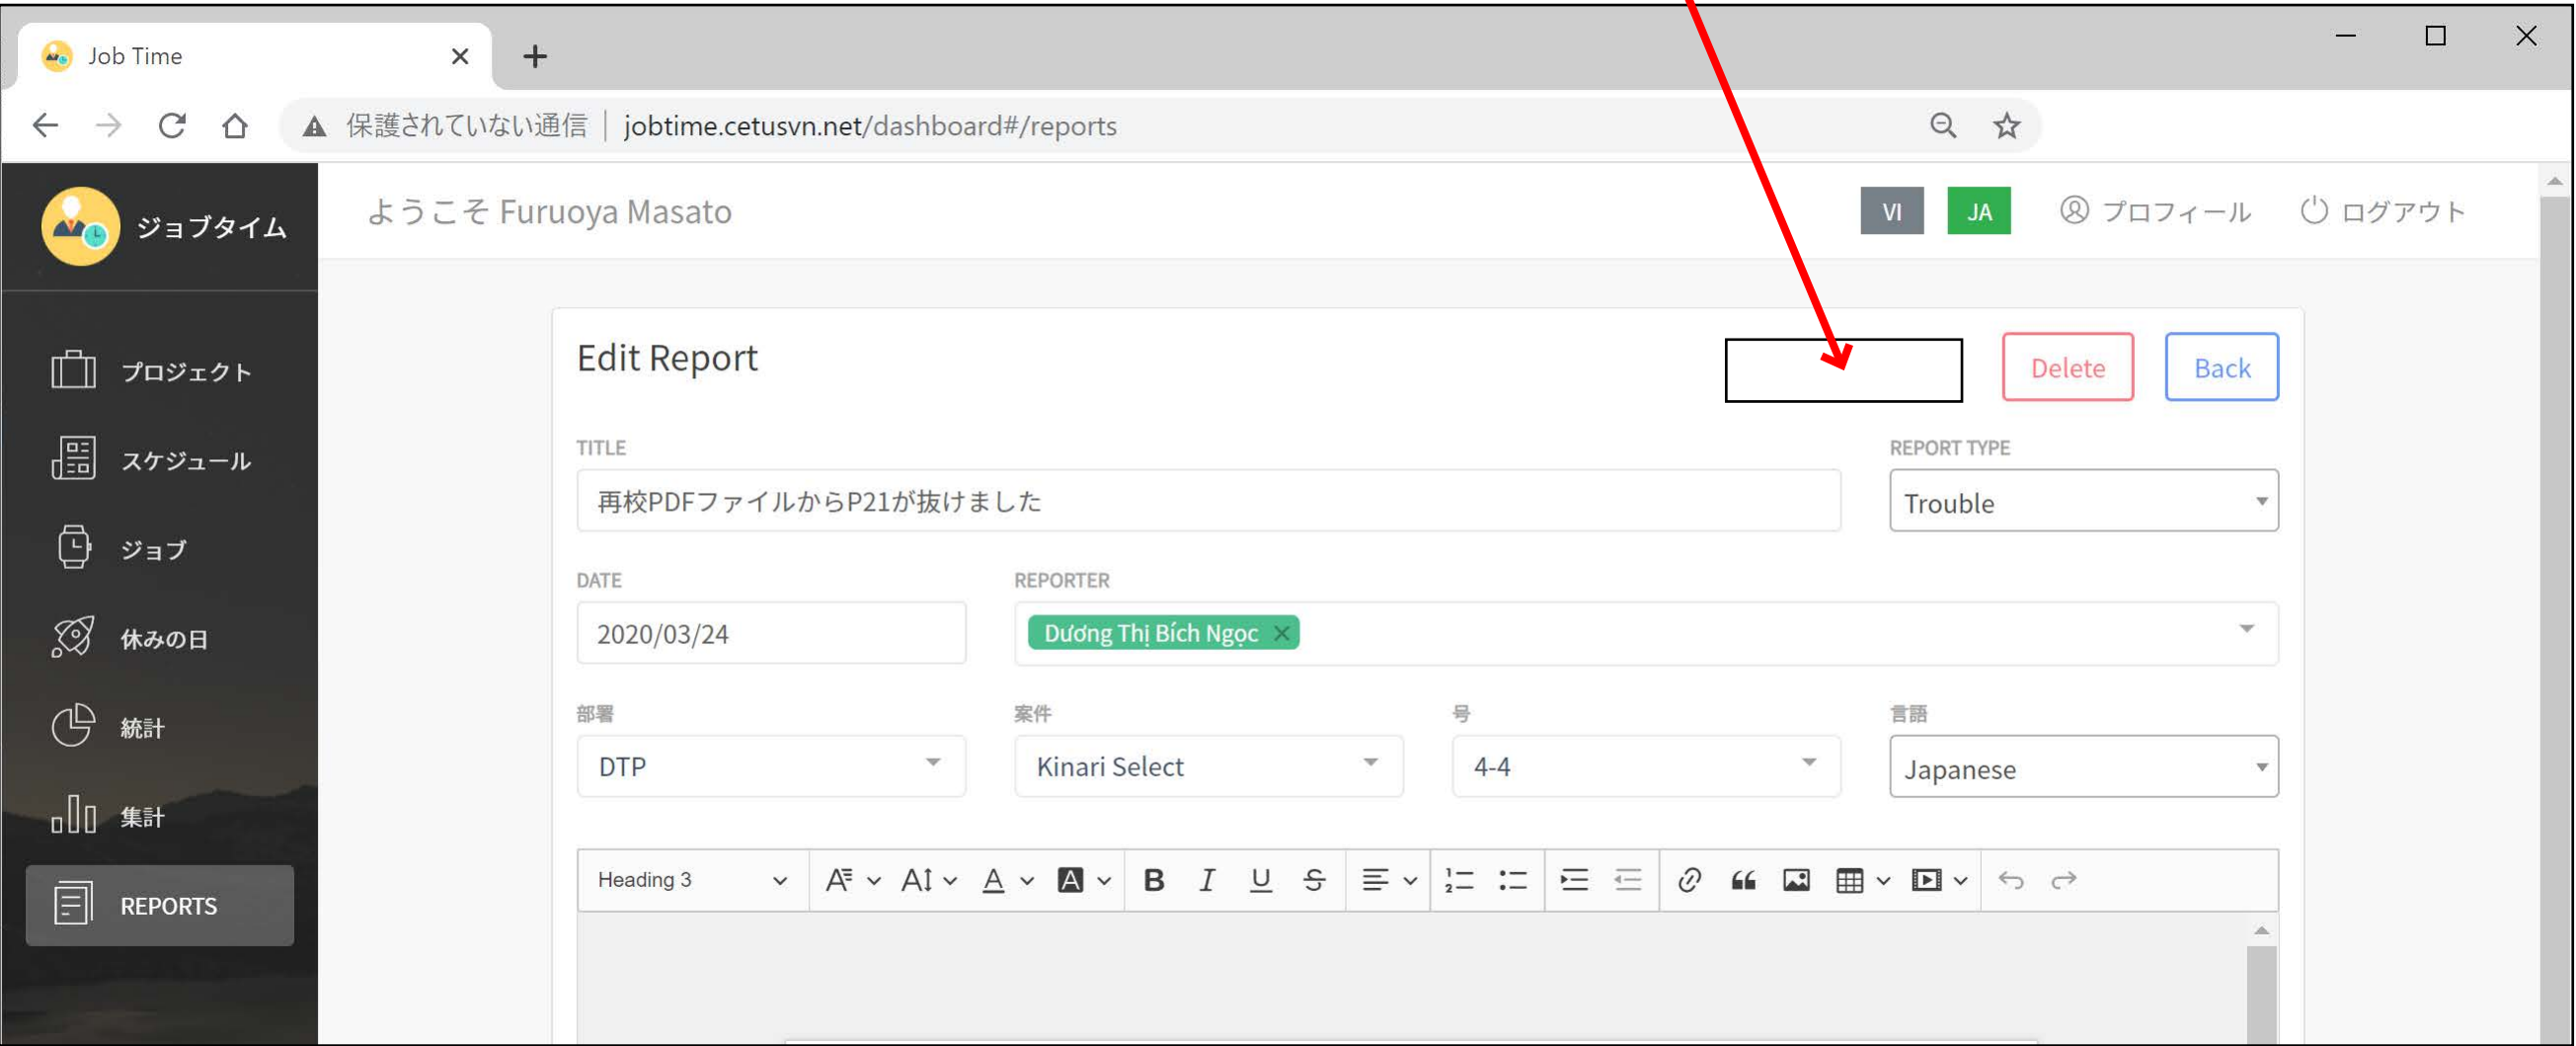 Job Time
保護されていない通信 | jobtime.cetusvn.net/dashboard#/reports
ジョブタイム
ようこそ Furuoya Masato
VI
JA
プロフィール
ログアウト
プロジェクト
スケジュール
ジョブ
休みの日
統計
集計
REPORTS
Edit Report
Delete
Back
TITLE
REPORT TYPE
再校PDFファイルからP21が抜けました
Trouble
DATE
REPORTER
2020/03/24
Dương Thị Bích Ngọc
部署
案件
号
言語
DTP
Kinari Select
4-4
Japanese
Heading 3